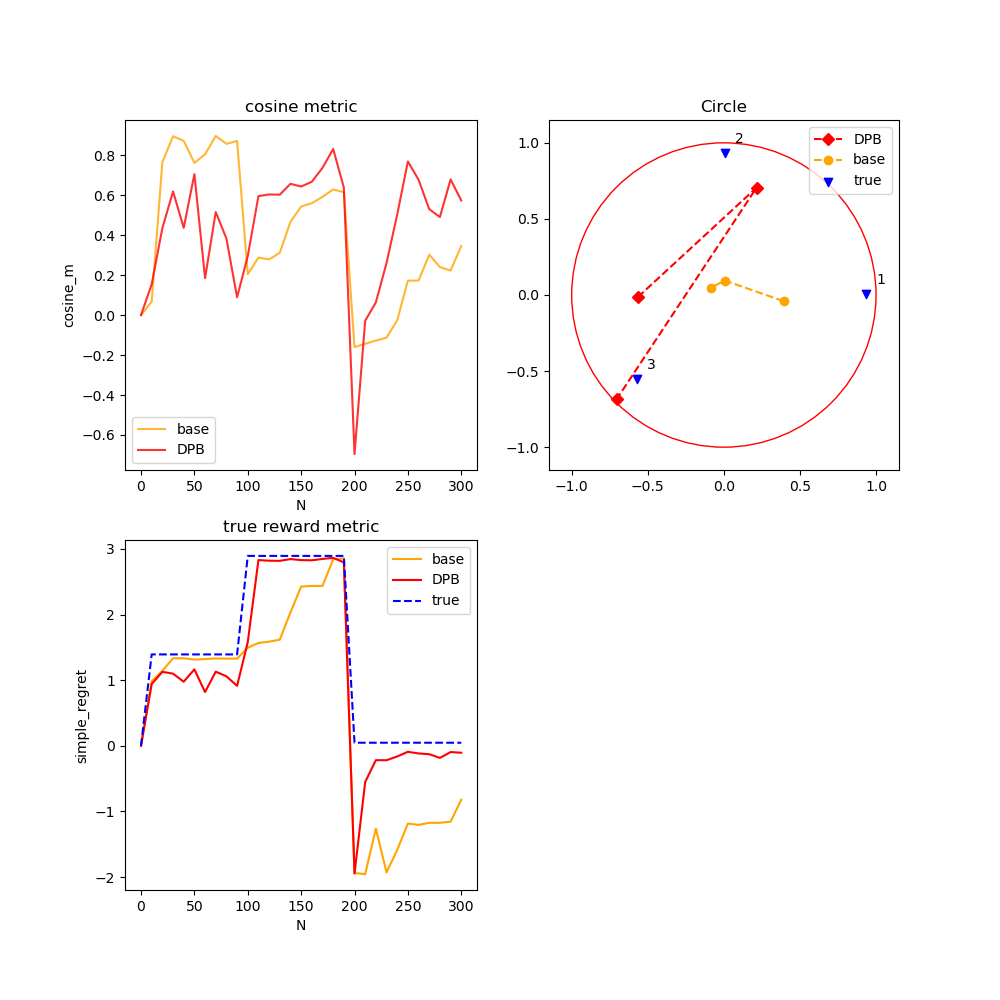 cosine metric
cosine_m
0.8
0.6
0.4
0.2
0.0
−0.2
−0.4
−0.6
base
DPB
0 50 100 150 200 250 300
N
Circle
1.0
0.5
0.0
−0.5
−1.0
DPB
base
true
2
1
3
−1.0 −0.5 0.0 0.5 1.0
true reward metric
simple_regret
3
2
1
0
−1
−2
base
DPB
true
0 50 100 150 200 250 300
N